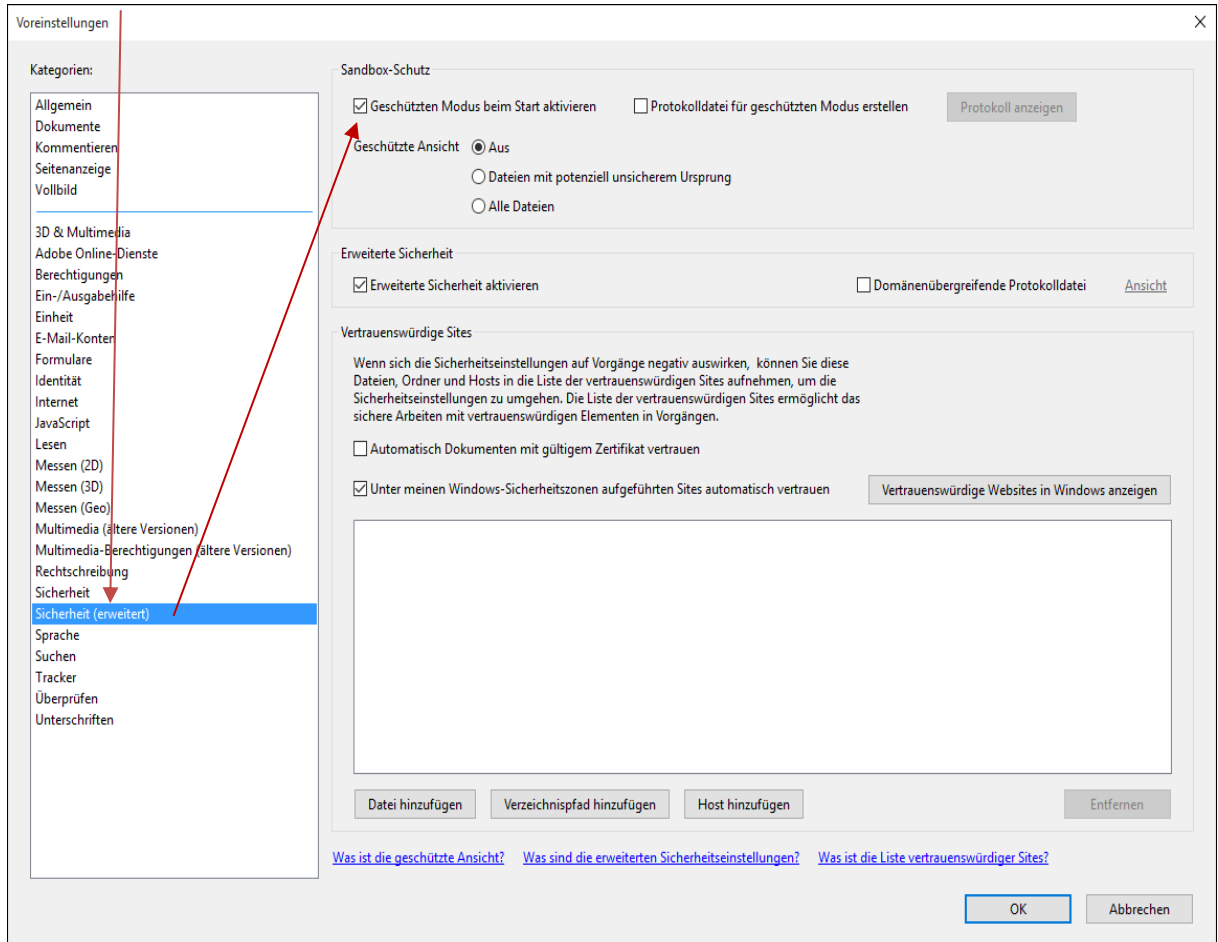 Voreinstellungen
Kategorien:
Allgemein
Dokumente
Kommentieren
Seitenanzeige
Vollbild
3D & Multimedia
Adobe Online-Dienste
Berechtigungen
Ein-/Ausgabehilfe
Einheit
E-Mail-Konten
Formulare
Identität
Internet
JavaScript
Lesen
Messen (2D)
Messen (3D)
Messen (Geo)
Multimedia (ältere Versionen)
Multimedia-Berechtigungen (ältere Versionen)
Rechtschreibung
Sicherheit
Sicherheit (erweitert)
Sprache
Suchen
Tracker
Überprüfen
Unterschriften
Sandbox-Schutz
Geschützten Modus beim Start aktivieren
Protokolldatei für geschützten Modus erstellen
Protokoll anzeigen
Geschützte Ansicht
Aus
Dateien mit potenziell unsicherem Ursprung
Alle Dateien
Erweiterte Sicherheit
Erweiterte Sicherheit aktivieren
Domänenübergreifende Protokolldatei
Ansicht
Vertrauenswürdige Sites
Wenn sich die Sicherheitseinstellungen auf Vorgänge negativ auswirken, können Sie diese
Dateien, Ordner und Hosts in die Liste der vertrauenswürdigen Sites aufnehmen, um die
Sicherheitseinstellungen zu umgehen. Die Liste der vertrauenswürdigen Sites ermöglicht das
sichere Arbeiten mit vertrauenswürdigen Elementen in Vorgängen.
Automatisch Dokumenten mit gültigem Zertifikat vertrauen
Unter meinen Windows-Sicherheitszonen aufgeführten Sites automatisch vertrauen
Vertrauenswürdige Websites in Windows anzeigen
Datei hinzufügen
Verzeichnispfad hinzufügen
Host hinzufügen
Entfernen
Was ist die geschützte Ansicht?
Was sind die erweiterten Sicherheitseinstellungen?
Was ist die Liste vertrauenswürdiger Sites?
OK
Abbrechen